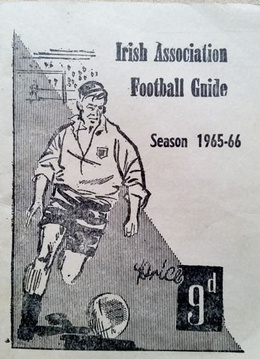 Irish Association
Football Guide
Season 1965-66
Price
9d